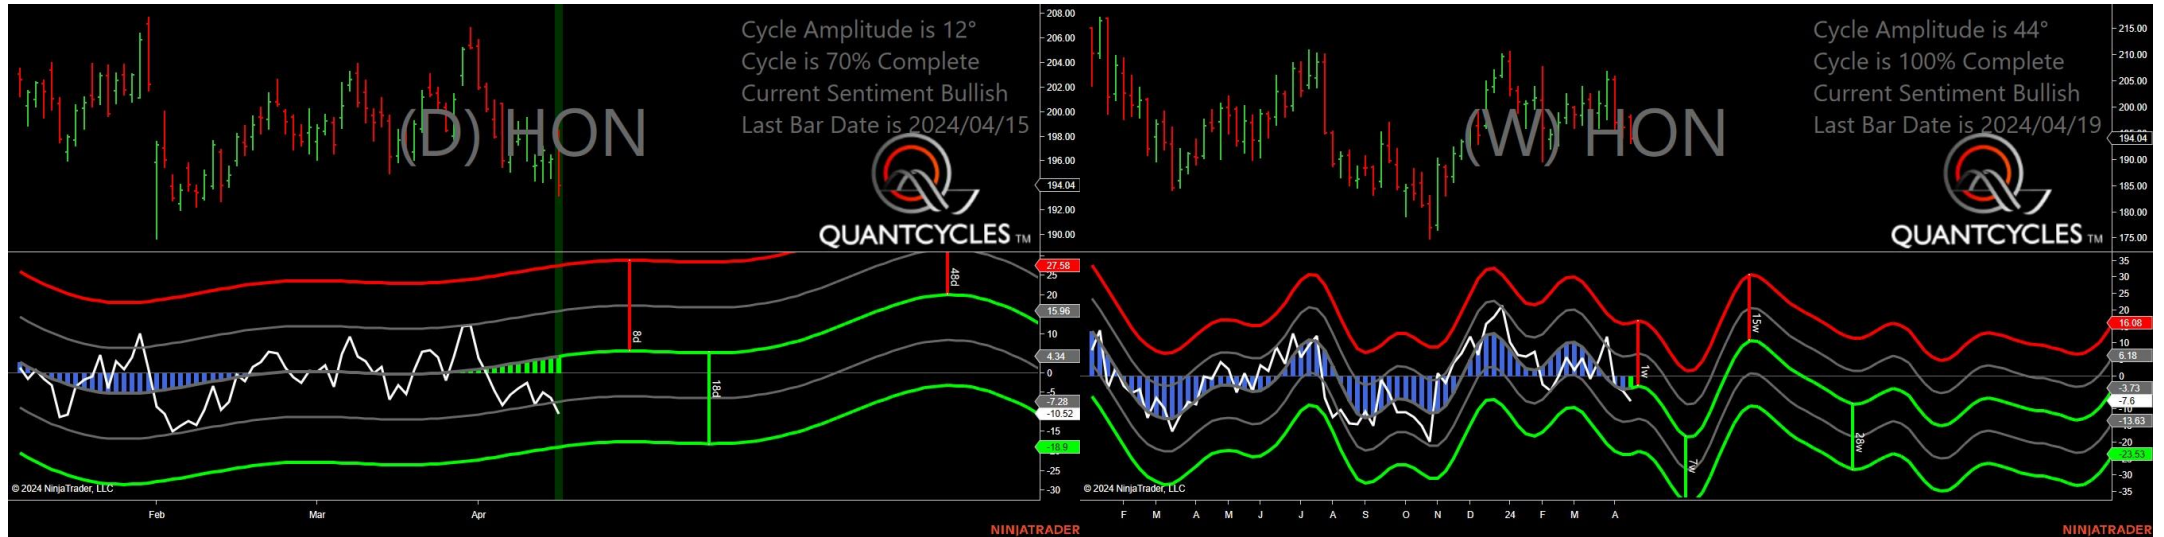 Cycle Amplitude is 12°
Cycle is 70% Complete
Current Sentiment Bullish
Last Bar Date is 2024/04/15
(D) HON
QUANTCYCLES TM
208.00
206.00
204.00
202.00
200.00
198.00
196.00
194.04
192.00
190.00
27.58
25
20
15.96
10
4.34
0
-5
-7.28
-10.52
-15
-18.9
-25
-30
8d
18d
48d
© 2024 NinjaTrader, LLC
Feb Mar Apr
NINJATRADER
Cycle Amplitude is 44°
Cycle is 100% Complete
Current Sentiment Bullish
Last Bar Date is 2024/04/19
(W) HON
QUANTCYCLES TM
215.00
210.00
205.00
200.00
194.04
190.00
185.00
180.00
175.00
35
30
25
20
16.08
6.18
0
-3.73
-7.6
-13.63
-20
-23.53
-30
-35
1w
7w
15w
28w
© 2024 NinjaTrader, LLC
F M A M J J A S O N D 24 F M A
NINJATRADER